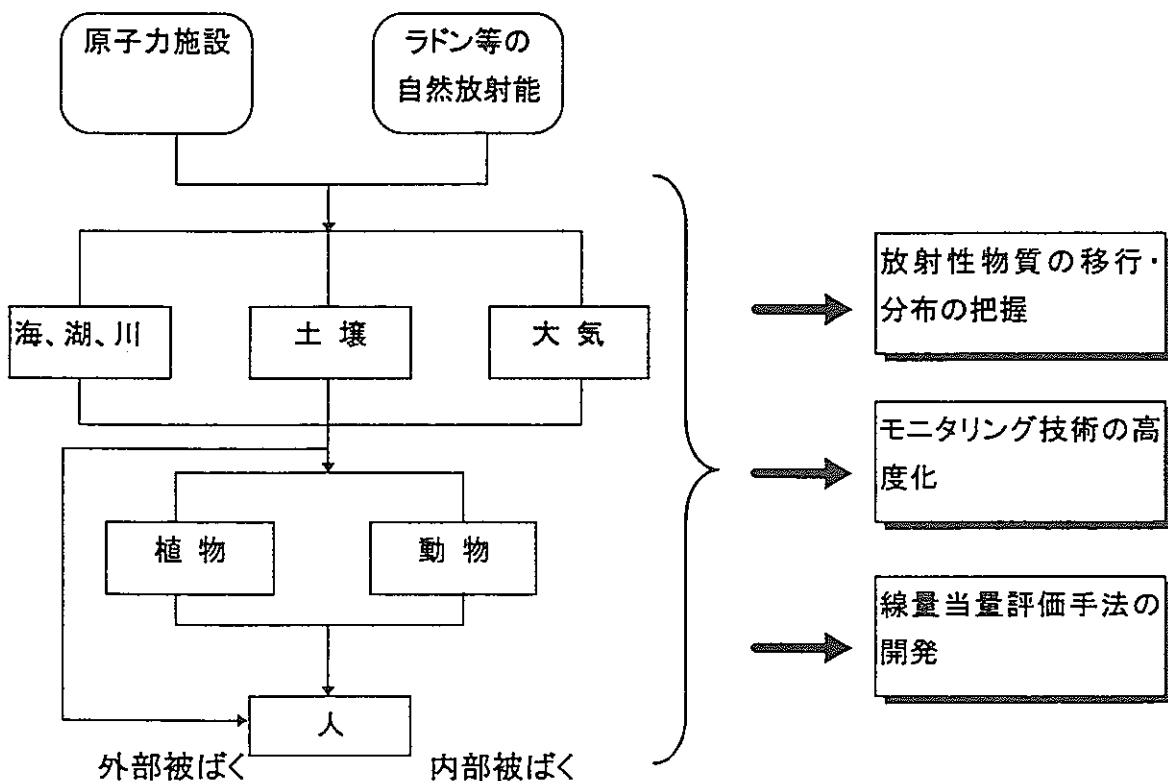 原子力施設
ラドン等の
自然放射能
海、湖、川
土壌
大気
植物
動物
人
外部被ばく
内部被ばく
放射性物質の移行・
分布の把握
モニタリング技術の高
度化
線量当量評価手法の
開発